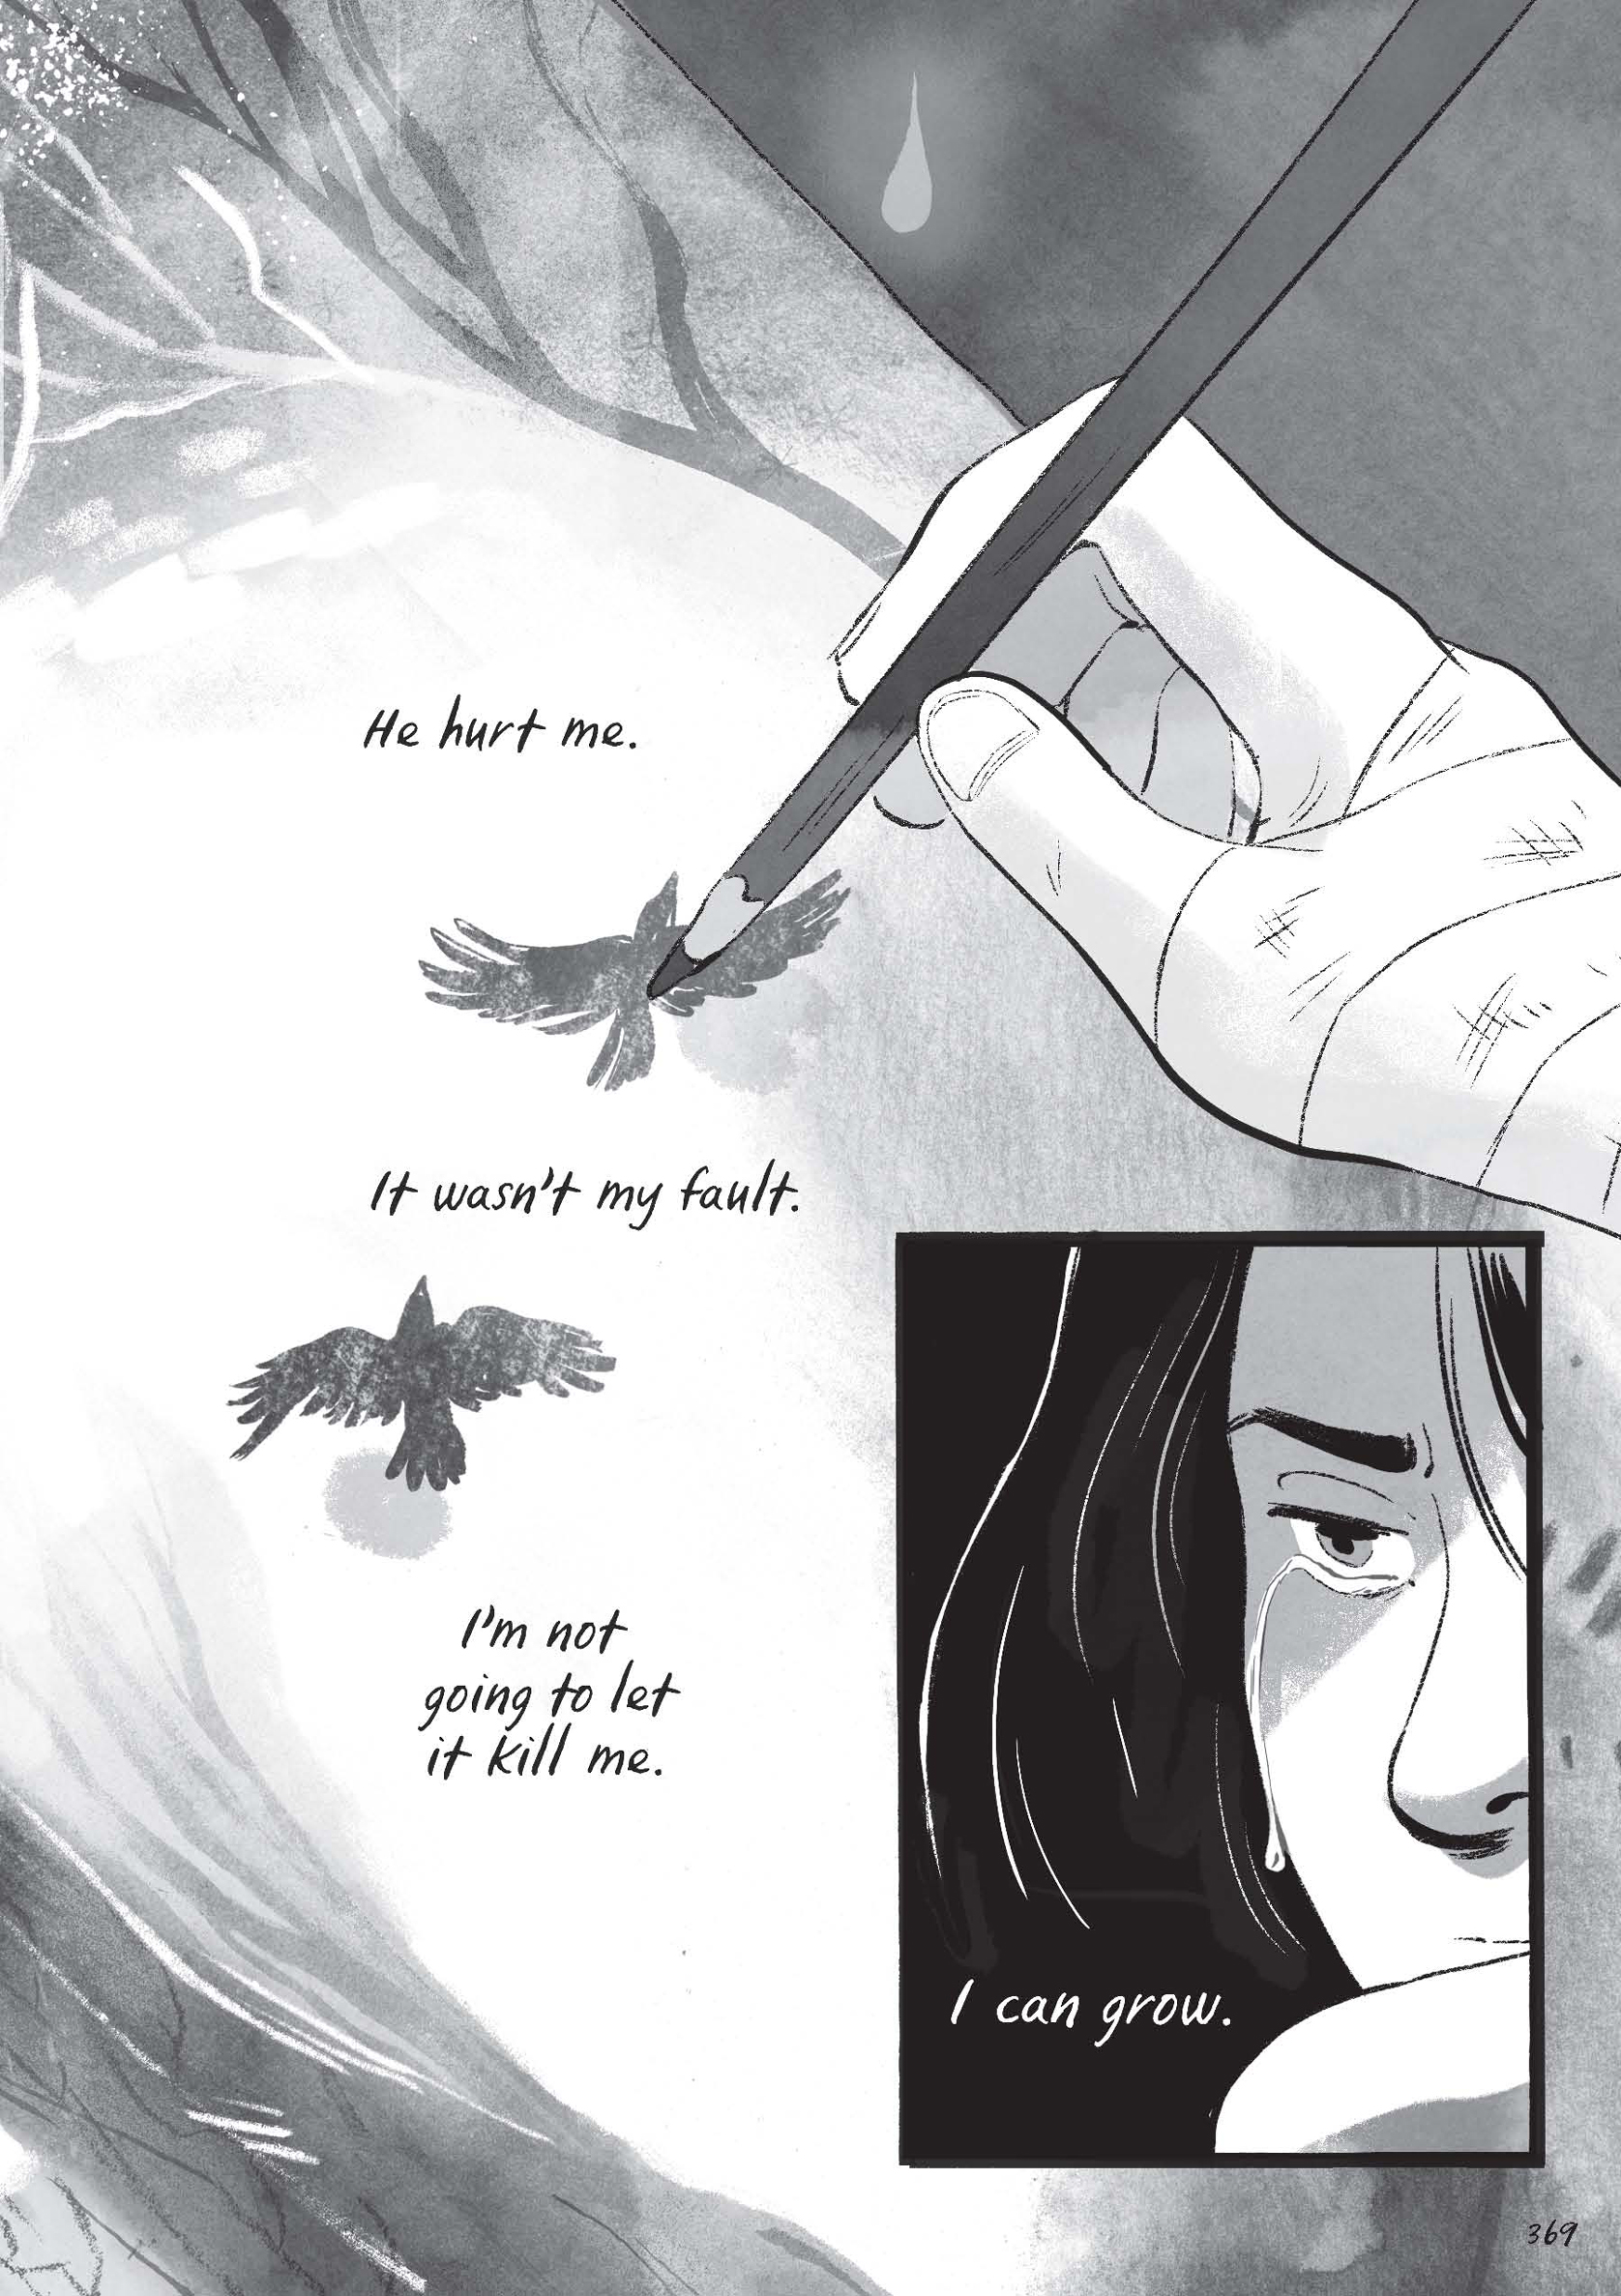 He hurt me.
It wasn't my fault.
I'm not
going to let
it kill me.
I can grow.
369